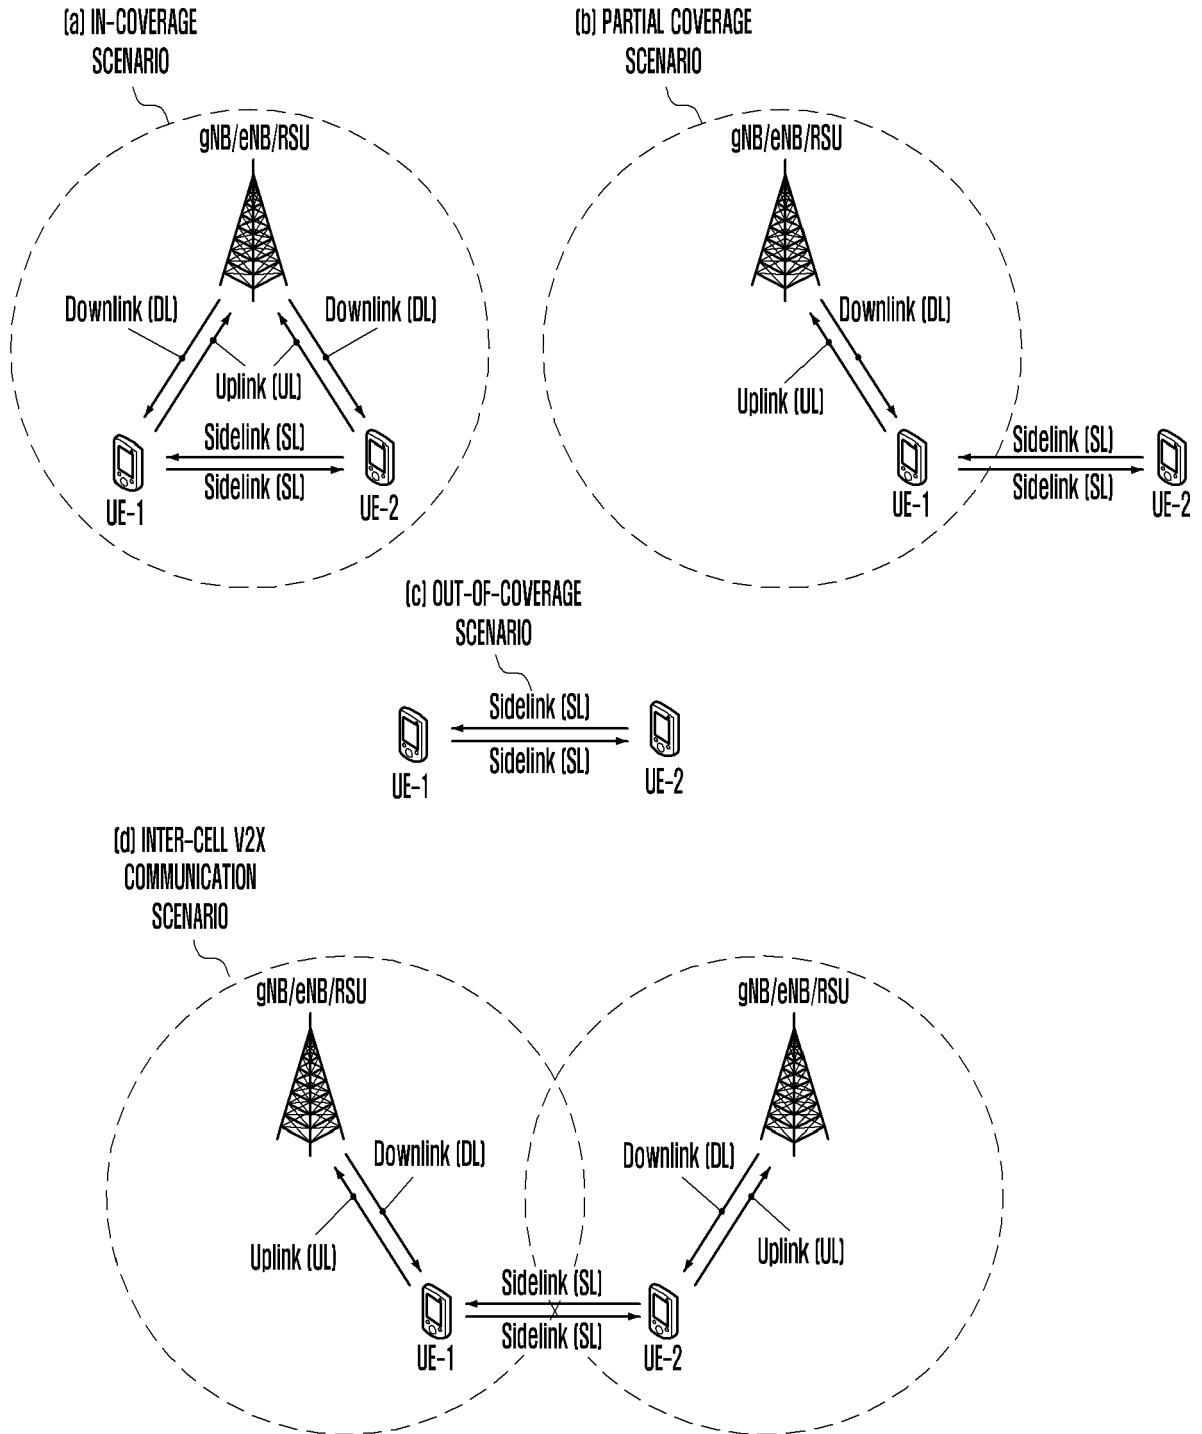 (a) IN-COVERAGE
SCENARIO
gNB/eNB/RSU
Downlink (DL)
Downlink (DL)
Uplink (UL)
Sidelink (SL)
Sidelink (SL)
UE-1
UE-2
(b) PARTIAL COVERAGE
SCENARIO
gNB/eNB/RSU
Downlink (DL)
Uplink (UL)
Sidelink (SL)
Sidelink (SL)
UE-1
UE-2
(c) OUT-OF-COVERAGE
SCENARIO
Sidelink (SL)
Sidelink (SL)
UE-1
UE-2
(d) INTER-CELL V2X
COMMUNICATION
SCENARIO
gNB/eNB/RSU
gNB/eNB/RSU
Downlink (DL)
Downlink (DL)
Uplink (UL)
Uplink (UL)
Sidelink (SL)
Sidelink (SL)
UE-1
UE-2